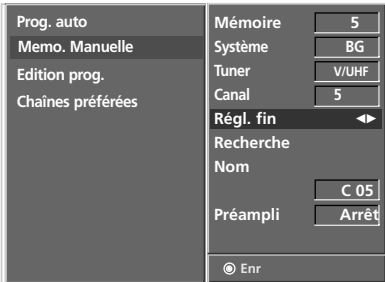 Prog. auto
Memo. Manuelle
Edition prog.
Chaînes préférées
Mémoire 5
Système BG
Tuner V/UHF
Canal 5
Régl. fin ◀▶
Recherche
Nom
C 05
Préampli Arrêt
◉ Enr